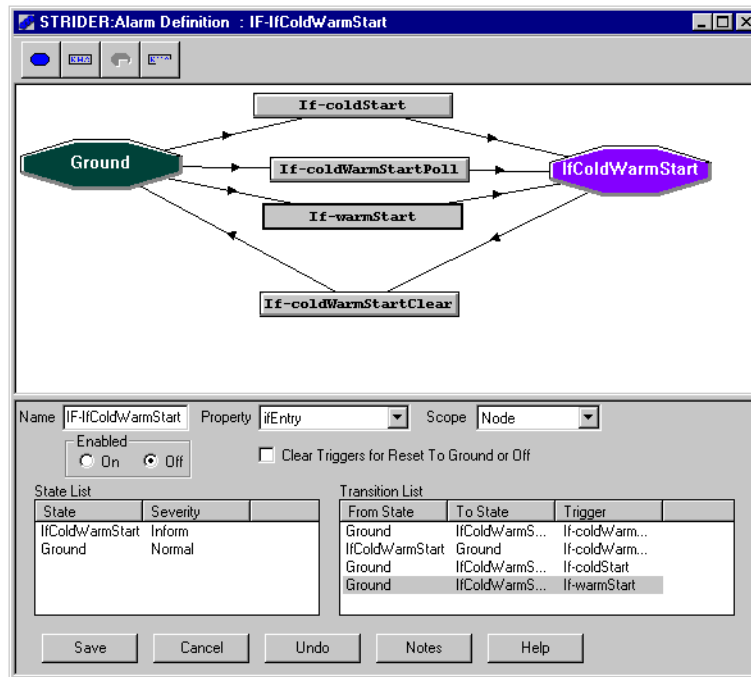 STRIDER:Alarm Definition : IF-IfColdWarmStart
If-coldStart
Ground
If-coldWarmStartPoll
IfColdWarmStart
If-warmStart
If-coldWarmStartClear
Name IF-IfColdWarmStart Property ifEntry Scope Node
Enabled
On Off
Clear Triggers for Reset To Ground or Off
State List
State Severity
IfColdWarmStart Inform
Ground Normal
Transition List
From State To State Trigger
Ground IfColdWarmS... If-coldWarm...
IfColdWarmStart Ground If-coldWarm...
Ground IfColdWarmS... If-coldStart
Ground IfColdWarmS... If-warmStart
Save Cancel Undo Notes Help